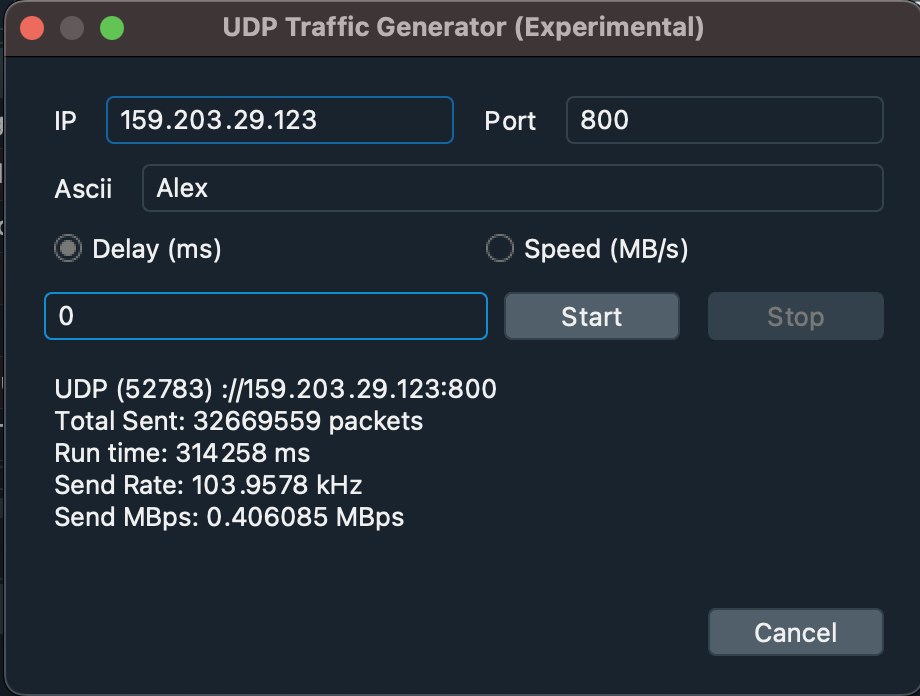 UDP Traffic Generator (Experimental)
IP 159.203.29.123 Port 800
Ascii Alex
Delay (ms) Speed (MB/s)
0 Start Stop
UDP (52783) ://159.203.29.123:800
Total Sent: 32669559 packets
Run time: 314258 ms
Send Rate: 103.9578 kHz
Send MBps: 0.406085 MBps
Cancel